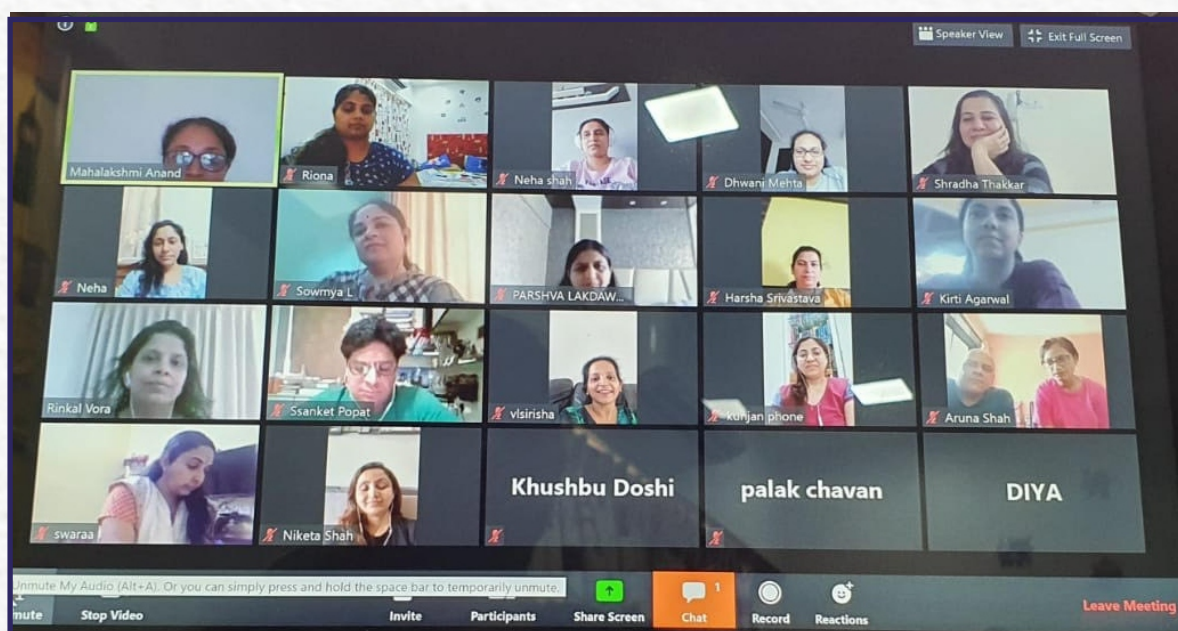 Speaker View
Exit Full Screen
Mahalakshmi Anand
Riona
Neha shah
Dhwani Mehta
Shradha Thakkar
Neha
Sowmya L
PARSHVA LAKDAW...
Harsha Srivastava
Kirti Agarwal
Rinkal Vora
Ssanket Popat
vlsirisha
kunjan phone
Aruna Shah
swaraa
Niketa Shah
Khushbu Doshi
palak chavan
DIYA
Unmute My Audio (Alt+A). Or you can simply press and hold the space bar to temporarily unmute.
mute
Stop Video
Invite
Participants
Share Screen
Chat
1
Record
Reactions
Leave Meeting